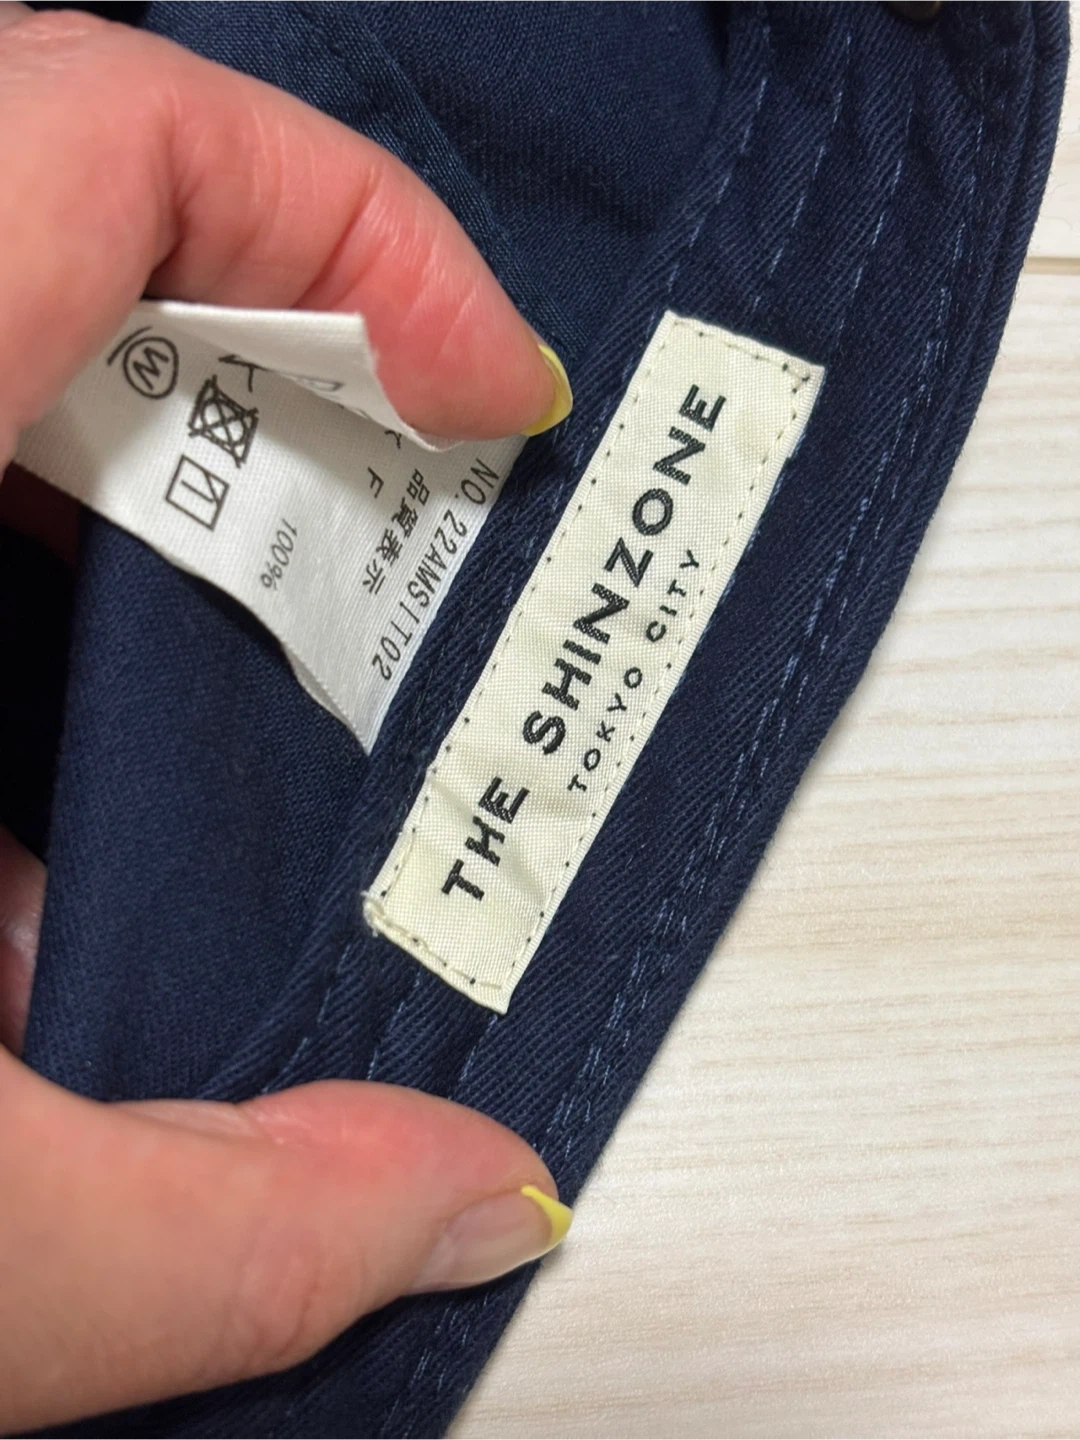 THE SHINZONE
TOKYO CITY
NO.22AMSIT02
品質表示
F
100%
W